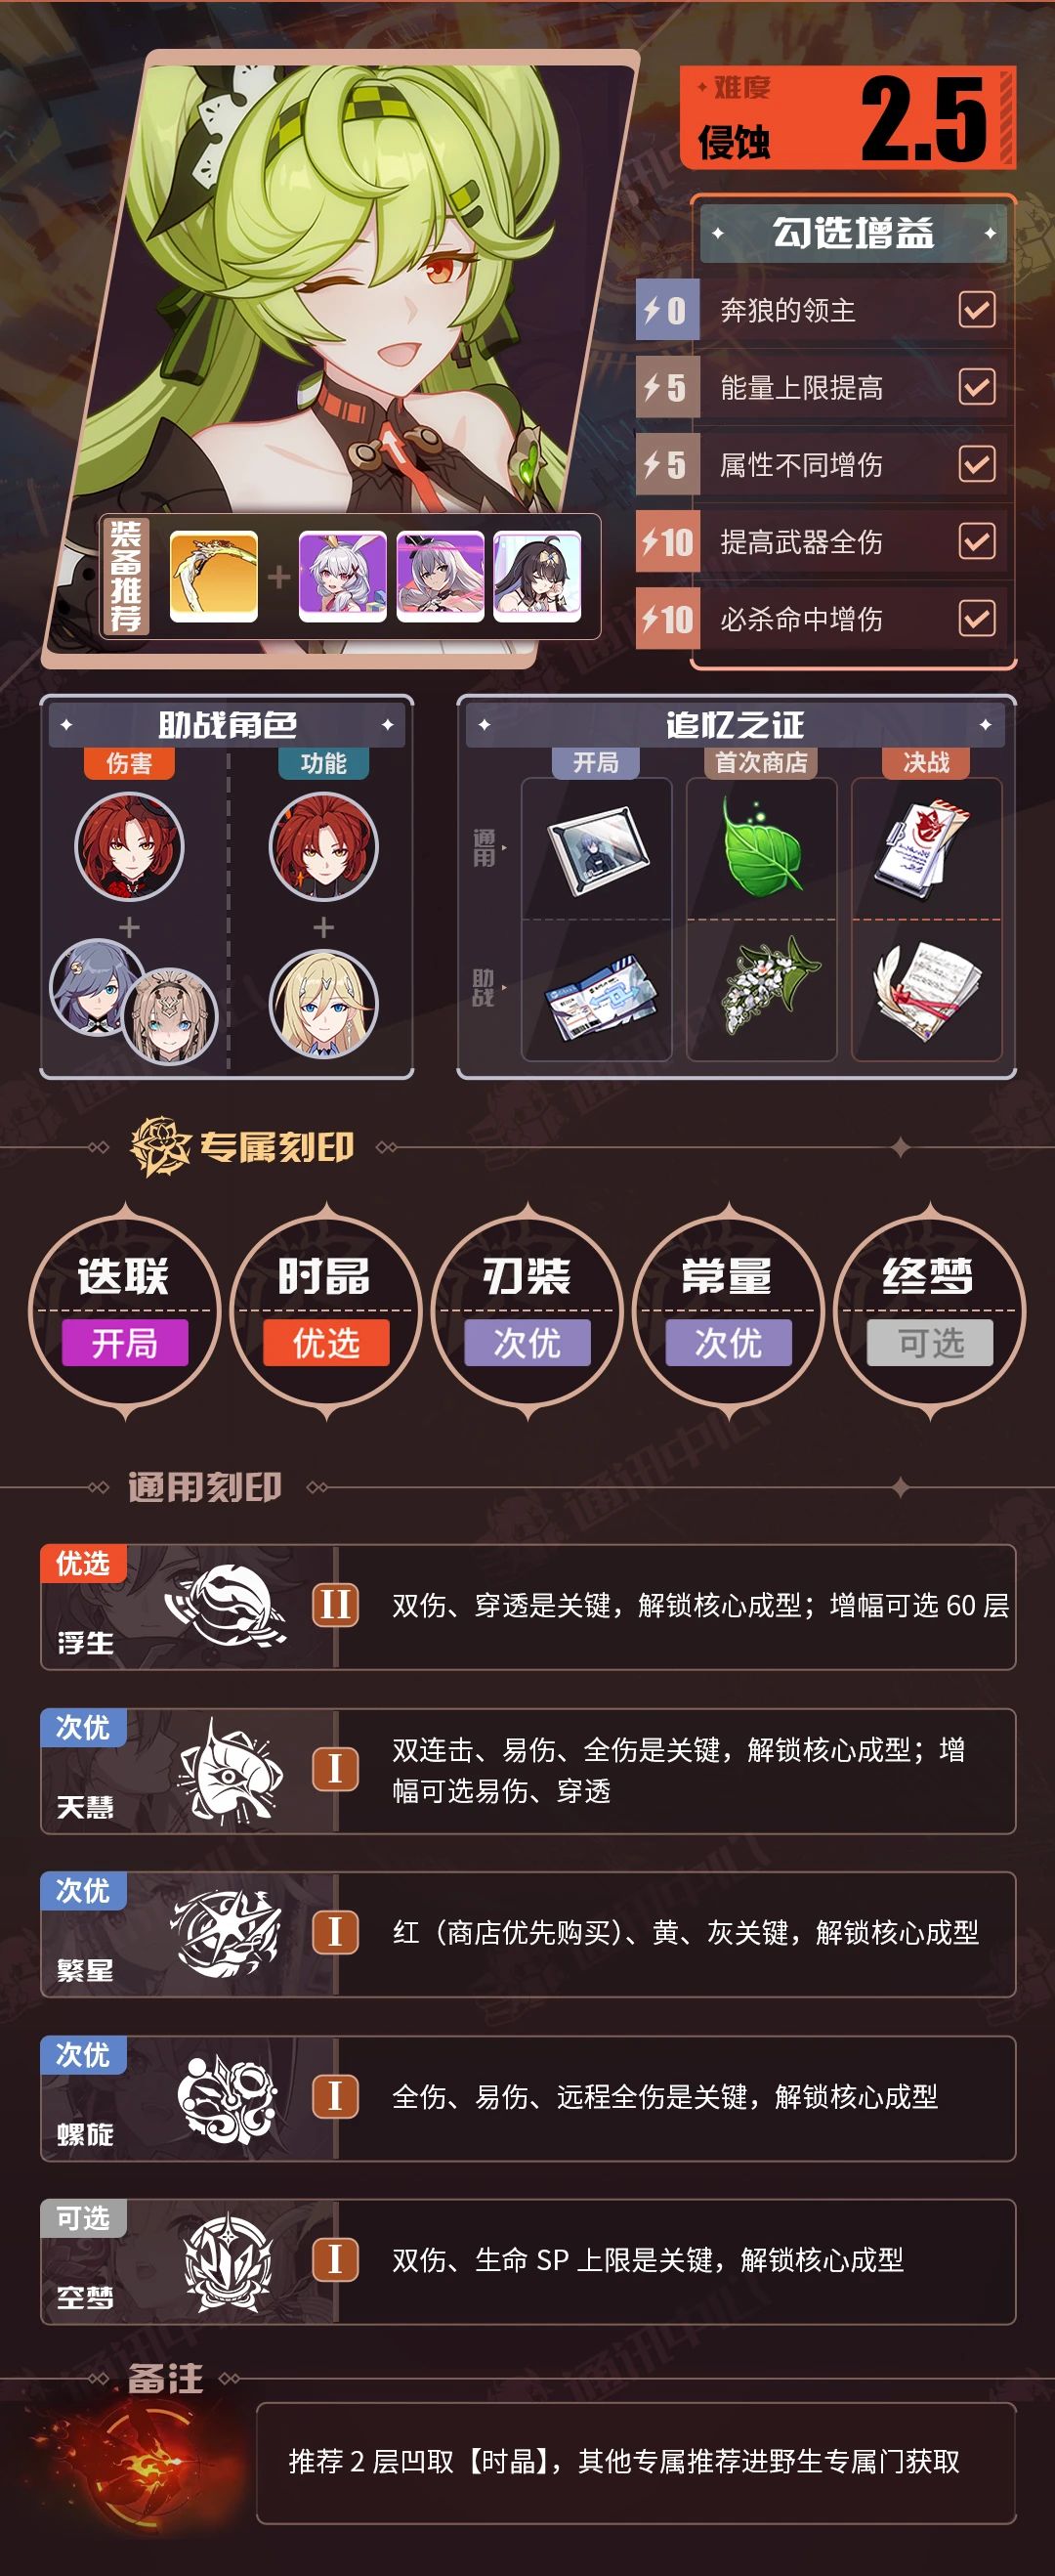 难度
侵蚀
2.5
勾选增益
0 奔狼的领主
5 能量上限提高
5 属性不同增伤
10 提高武器全伤
10 必杀命中增伤
装备推荐
助战角色
伤害
功能
追忆之证
开局
首次商店
决战
通用
助战
专属刻印
迭联
开局
时晶
优选
刃装
次优
常量
次优
终梦
可选
通用刻印
优选
浮生
II
双伤、穿透是关键，解锁核心成型；增幅可选 60 层
次优
天慧
I
双连击、易伤、全伤是关键，解锁核心成型；增
幅可选易伤、穿透
次优
繁星
I
红（商店优先购买）、黄、灰关键，解锁核心成型
次优
螺旋
I
全伤、易伤、远程全伤是关键，解锁核心成型
可选
空梦
I
双伤、生命 SP 上限是关键，解锁核心成型
备注
推荐 2 层凹取【时晶】，其他专属推荐进野生专属门获取